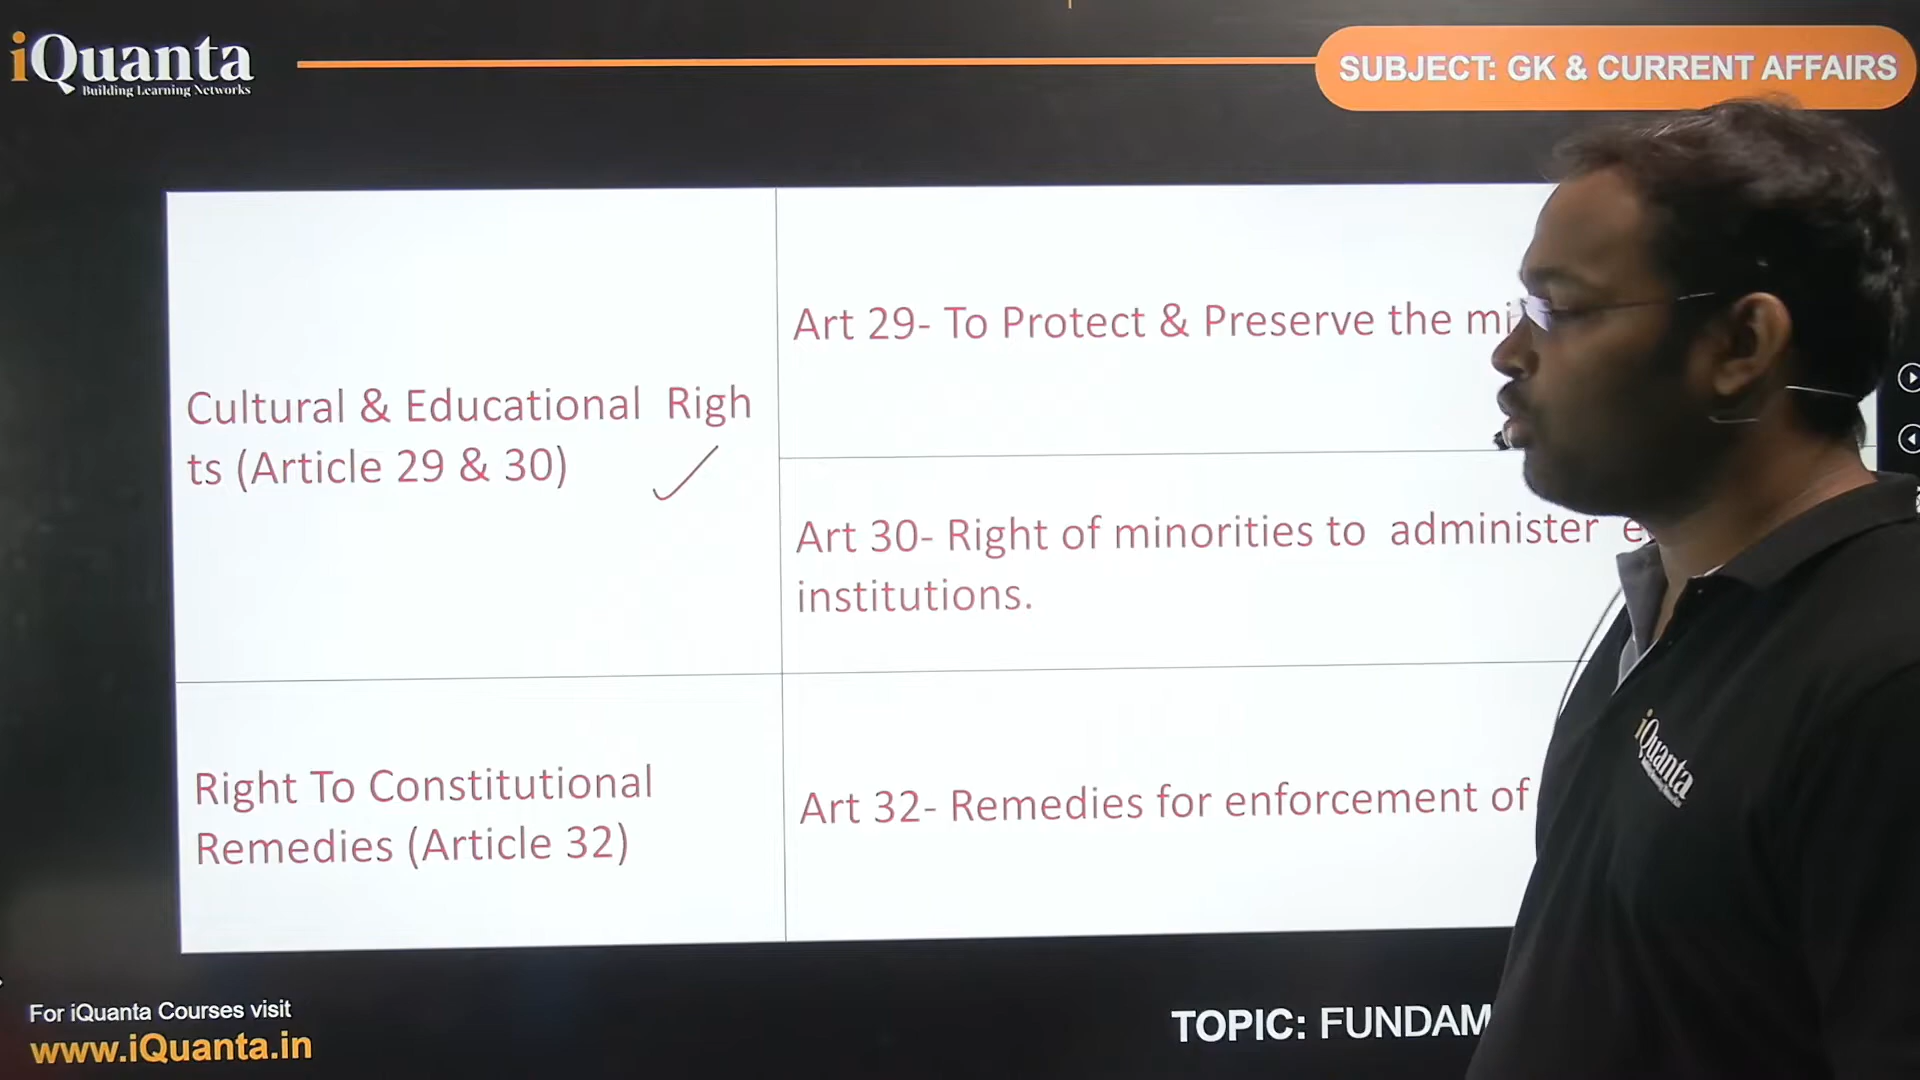 iQuanta
Building Learning Networks
SUBJECT: GK & CURRENT AFFAIRS
Cultural & Educational Righ
ts (Article 29 & 30)
Art 29- To Protect & Preserve the
Art 30- Right of minorities to administer
institutions.
Right To Constitutional
Remedies (Article 32)
Art 32- Remedies for enforcement of
iQuanta
For iQuanta Courses visit
www.iQuanta.in
TOPIC: FUNDAM